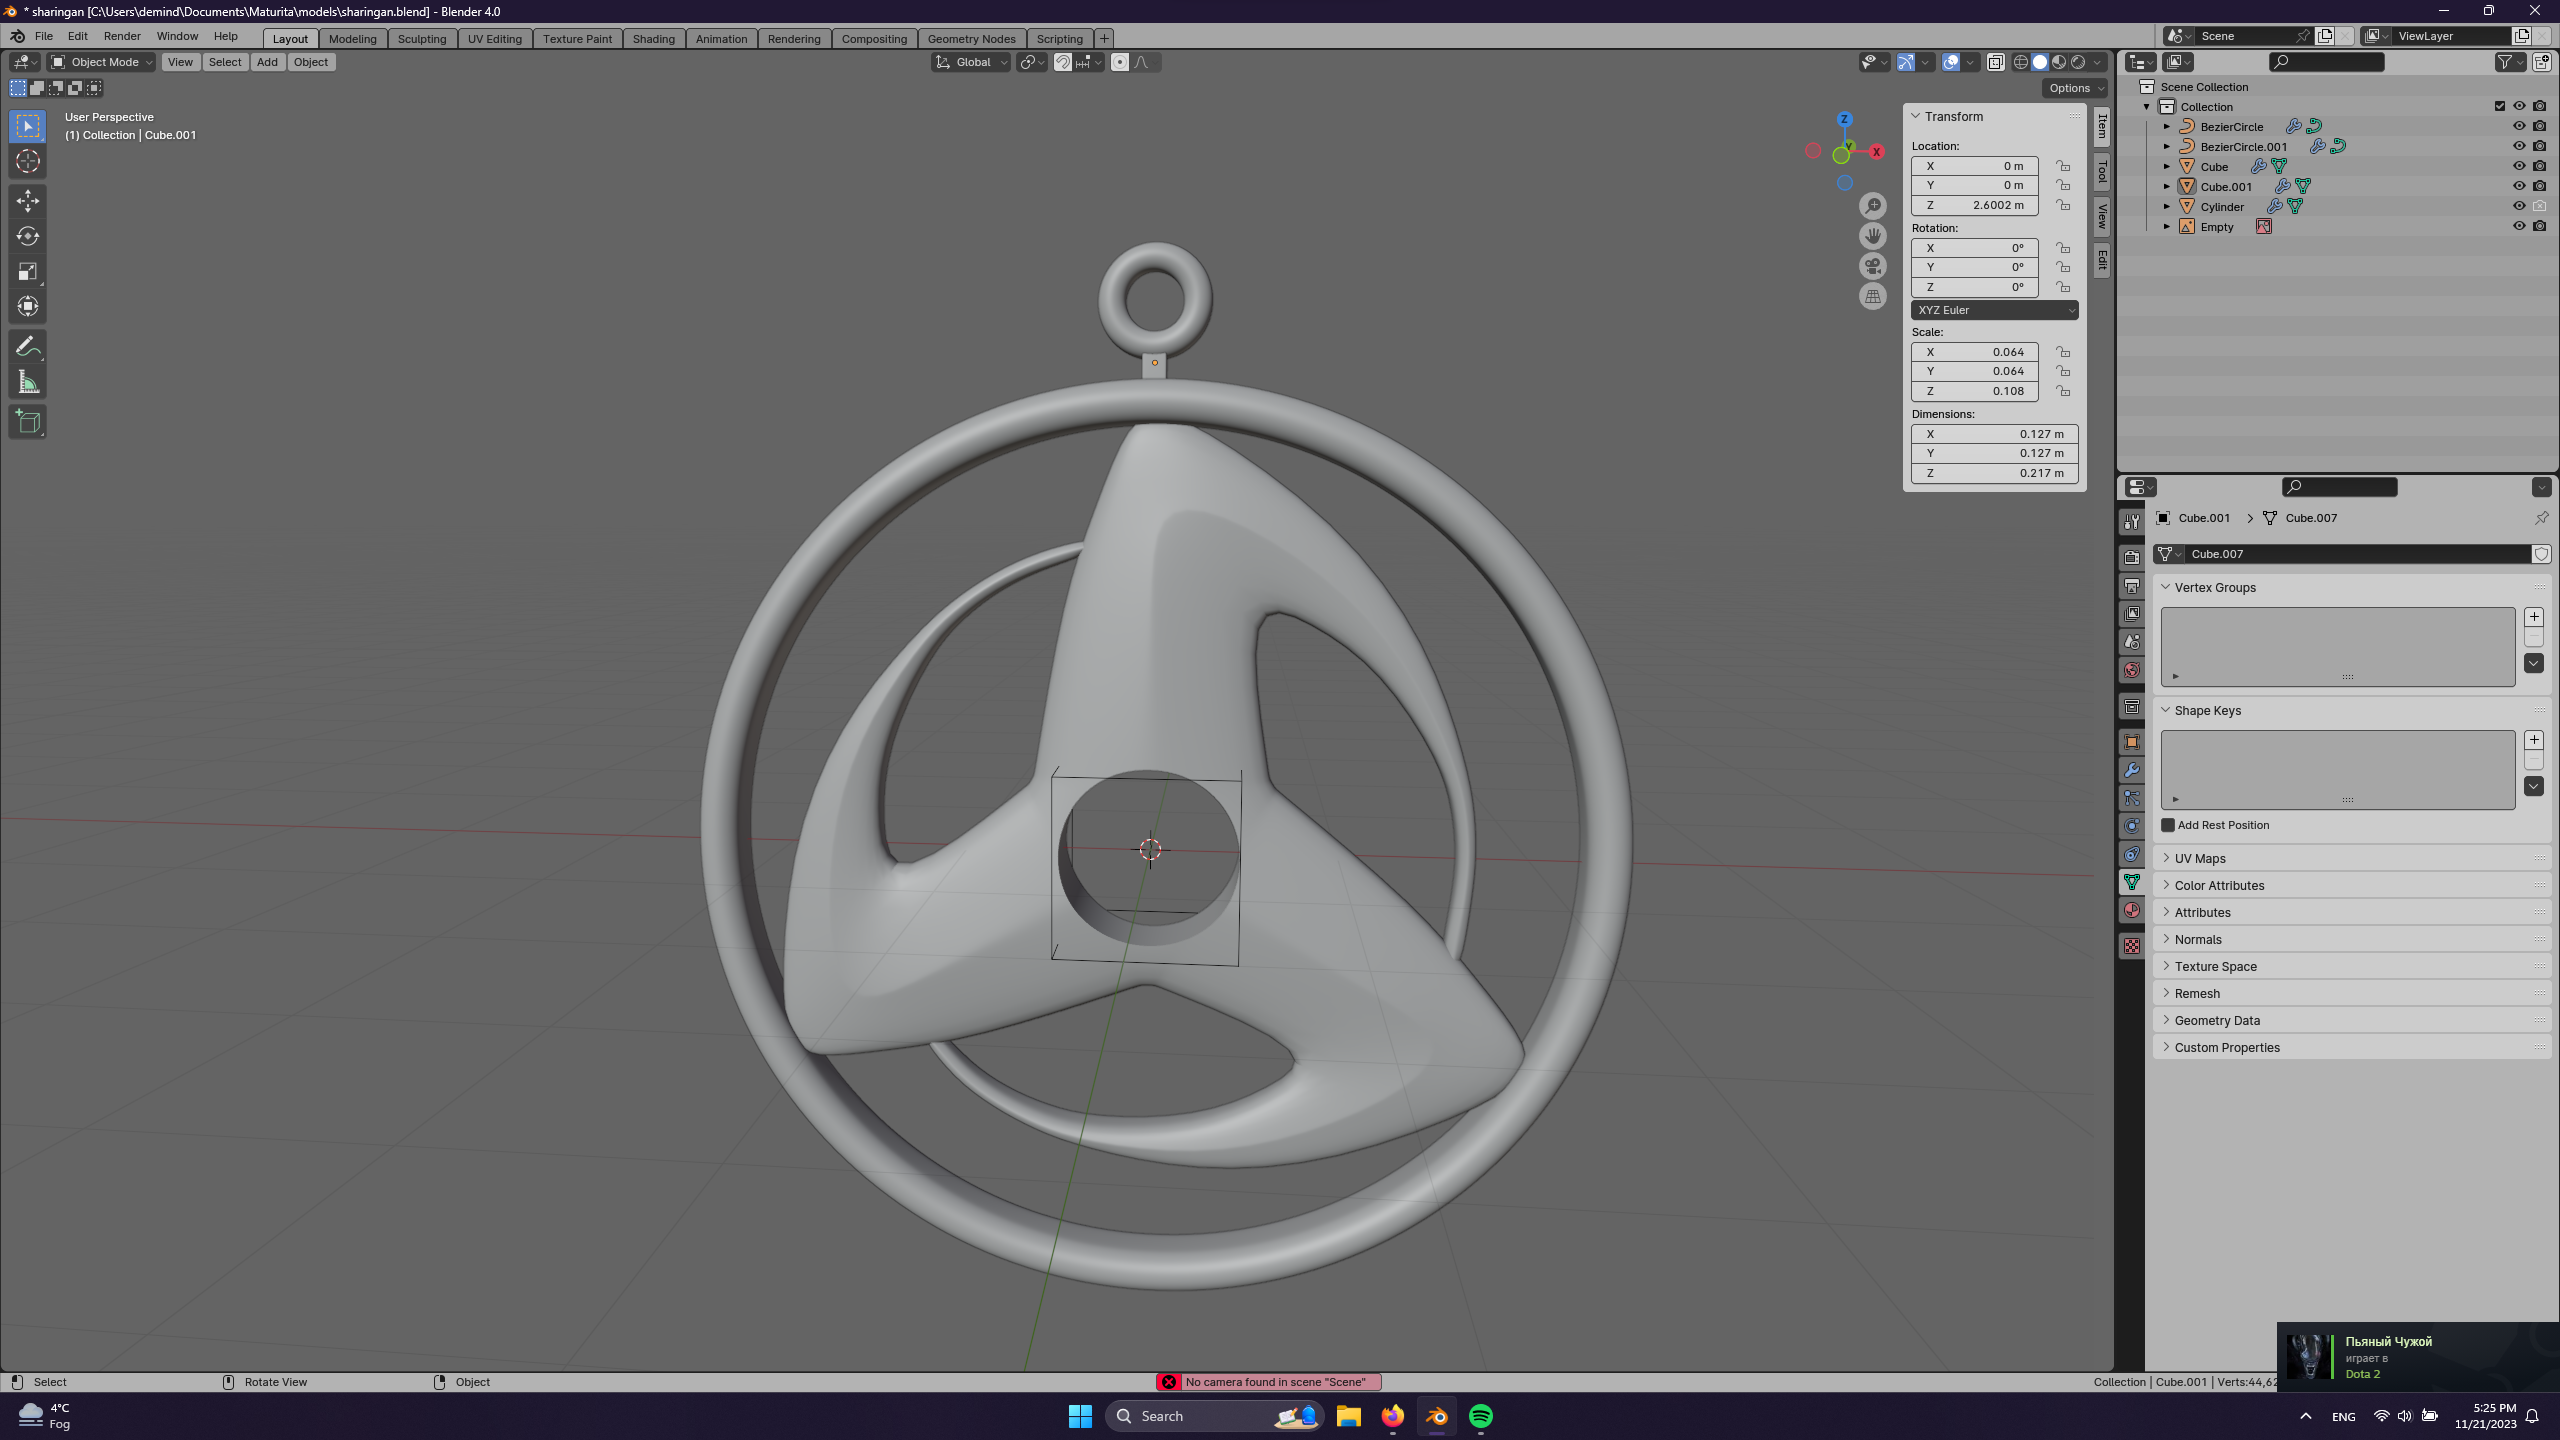 * sharingan [C:\Users\demind\Documents\Maturita\models\sharingan.blend] - Blender 4.0
File Edit Render Window Help Layout Modeling Sculpting UV Editing Texture Paint Shading Animation Rendering Compositing Geometry Nodes Scripting + Scene ViewLayer
Object Mode View Select Add Object Global
Options
User Perspective
(1) Collection | Cube.001
Z
Y
X
Transform
Location:
X 0 m
Y 0 m
Z 2.6002 m
Rotation:
X 0°
Y 0°
Z 0°
XYZ Euler
Scale:
X 0.064
Y 0.064
Z 0.108
Dimensions:
X 0.127 m
Y 0.127 m
Z 0.217 m
Item
Tool
View
Edit
Scene Collection
Collection
BezierCircle
BezierCircle.001
Cube
Cube.001
Cylinder
Empty
Cube.001 > Cube.007
Cube.007
Vertex Groups
Shape Keys
Add Rest Position
UV Maps
Color Attributes
Attributes
Normals
Texture Space
Remesh
Geometry Data
Custom Properties
Пьяный Чужой
играет в
Dota 2
Select Rotate View Object No camera found in scene "Scene" Collection | Cube.001 | Verts:44,62
4°C
Fog
Search
ENG
5:25 PM
11/21/2023